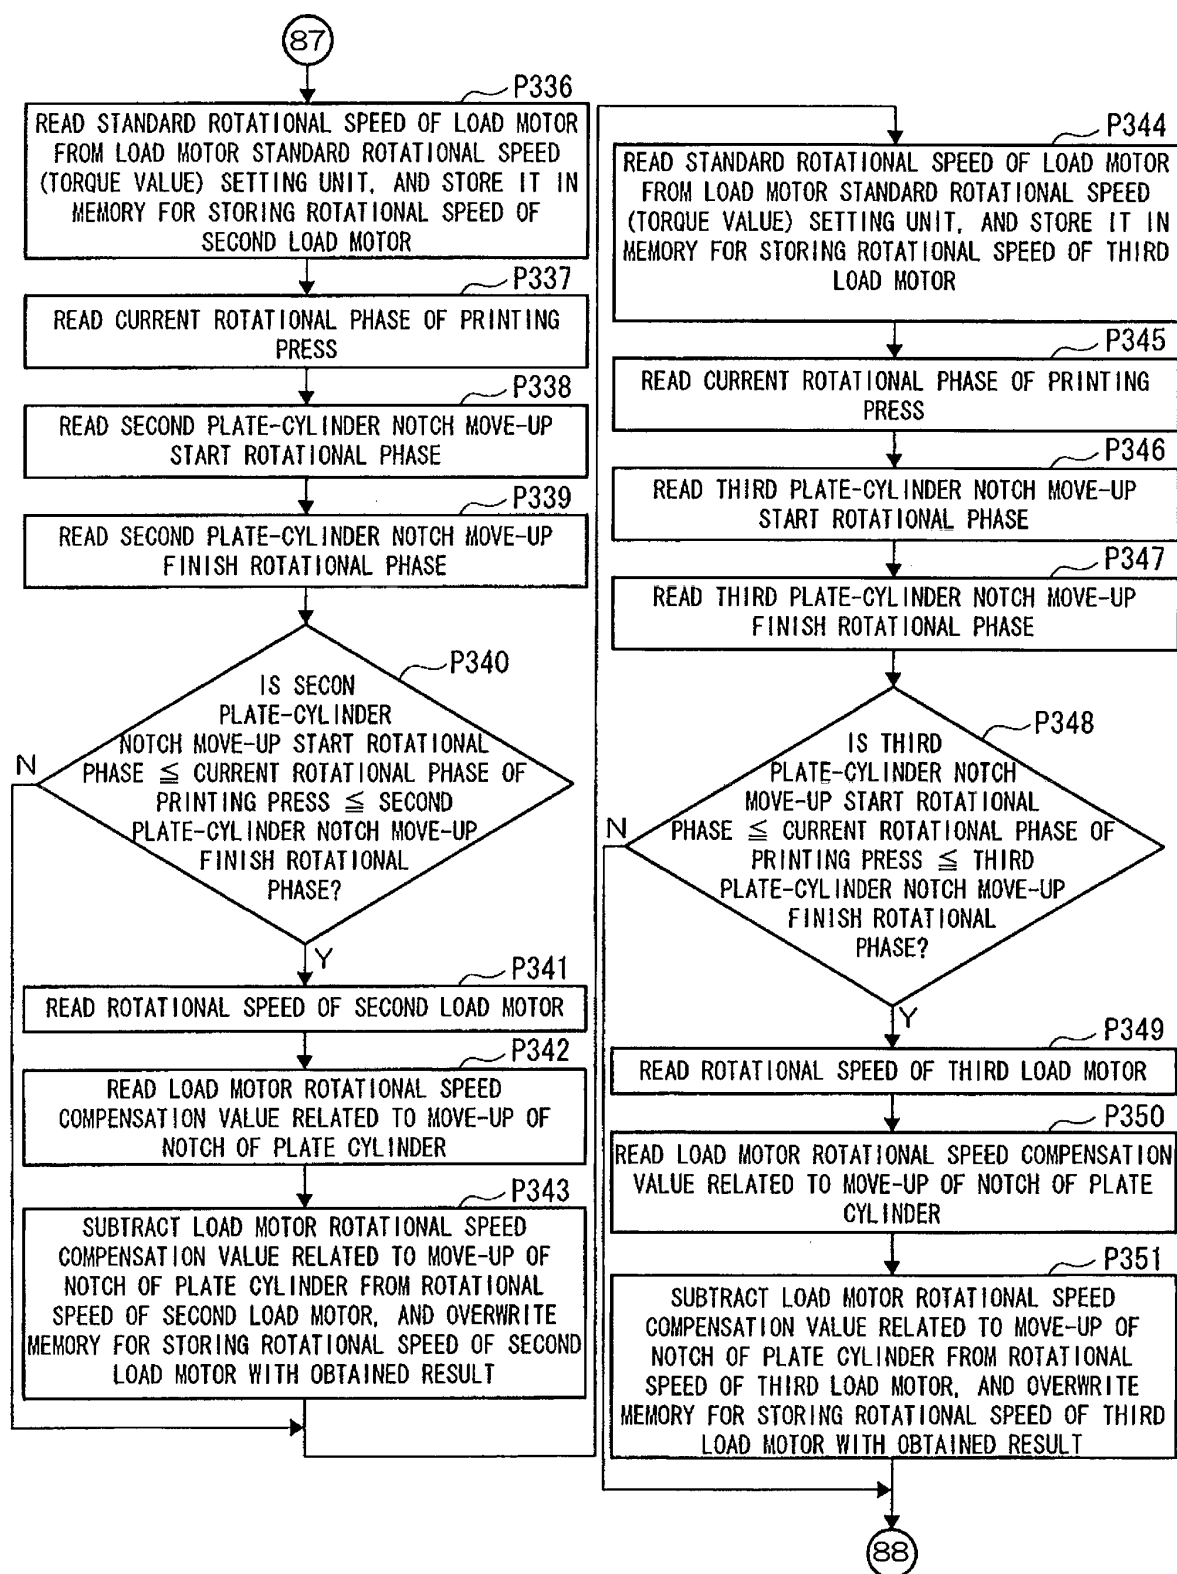 87
P336
READ STANDARD ROTATIONAL SPEED OF LOAD MOTOR
FROM LOAD MOTOR STANDARD ROTATIONAL SPEED
(TORQUE VALUE) SETTING UNIT, AND STORE IT IN
MEMORY FOR STORING ROTATIONAL SPEED OF
SECOND LOAD MOTOR
P337
READ CURRENT ROTATIONAL PHASE OF PRINTING
PRESS
P338
READ SECOND PLATE-CYLINDER NOTCH MOVE-UP
START ROTATIONAL PHASE
P339
READ SECOND PLATE-CYLINDER NOTCH MOVE-UP
FINISH ROTATIONAL PHASE
P340
IS SECON
PLATE-CYLINDER
NOTCH MOVE-UP START ROTATIONAL
PHASE ≦ CURRENT ROTATIONAL PHASE OF
PRINTING PRESS ≦ SECOND
PLATE-CYLINDER NOTCH MOVE-UP
FINISH ROTATIONAL
PHASE?
N
Y
P341
READ ROTATIONAL SPEED OF SECOND LOAD MOTOR
P342
READ LOAD MOTOR ROTATIONAL SPEED
COMPENSATION VALUE RELATED TO MOVE-UP OF
NOTCH OF PLATE CYLINDER
P343
SUBTRACT LOAD MOTOR ROTATIONAL SPEED
COMPENSATION VALUE RELATED TO MOVE-UP OF
NOTCH OF PLATE CYLINDER FROM ROTATIONAL
SPEED OF SECOND LOAD MOTOR, AND OVERWRITE
MEMORY FOR STORING ROTATIONAL SPEED OF SECOND
LOAD MOTOR WITH OBTAINED RESULT
P344
READ STANDARD ROTATIONAL SPEED OF LOAD MOTOR
FROM LOAD MOTOR STANDARD ROTATIONAL SPEED
(TORQUE VALUE) SETTING UNIT, AND STORE IT IN
MEMORY FOR STORING ROTATIONAL SPEED OF THIRD
LOAD MOTOR
P345
READ CURRENT ROTATIONAL PHASE OF PRINTING
PRESS
P346
READ THIRD PLATE-CYLINDER NOTCH MOVE-UP
START ROTATIONAL PHASE
P347
READ THIRD PLATE-CYLINDER NOTCH MOVE-UP
FINISH ROTATIONAL PHASE
P348
IS THIRD
PLATE-CYLINDER NOTCH
MOVE-UP START ROTATIONAL
PHASE ≦ CURRENT ROTATIONAL PHASE OF
PRINTING PRESS ≦ THIRD
PLATE-CYLINDER NOTCH MOVE-UP
FINISH ROTATIONAL
PHASE?
N
Y
P349
READ ROTATIONAL SPEED OF THIRD LOAD MOTOR
P350
READ LOAD MOTOR ROTATIONAL SPEED COMPENSATION
VALUE RELATED TO MOVE-UP OF NOTCH OF PLATE
CYLINDER
P351
SUBTRACT LOAD MOTOR ROTATIONAL SPEED
COMPENSATION VALUE RELATED TO MOVE-UP OF
NOTCH OF PLATE CYLINDER FROM ROTATIONAL
SPEED OF THIRD LOAD MOTOR, AND OVERWRITE
MEMORY FOR STORING ROTATIONAL SPEED OF THIRD
LOAD MOTOR WITH OBTAINED RESULT
88